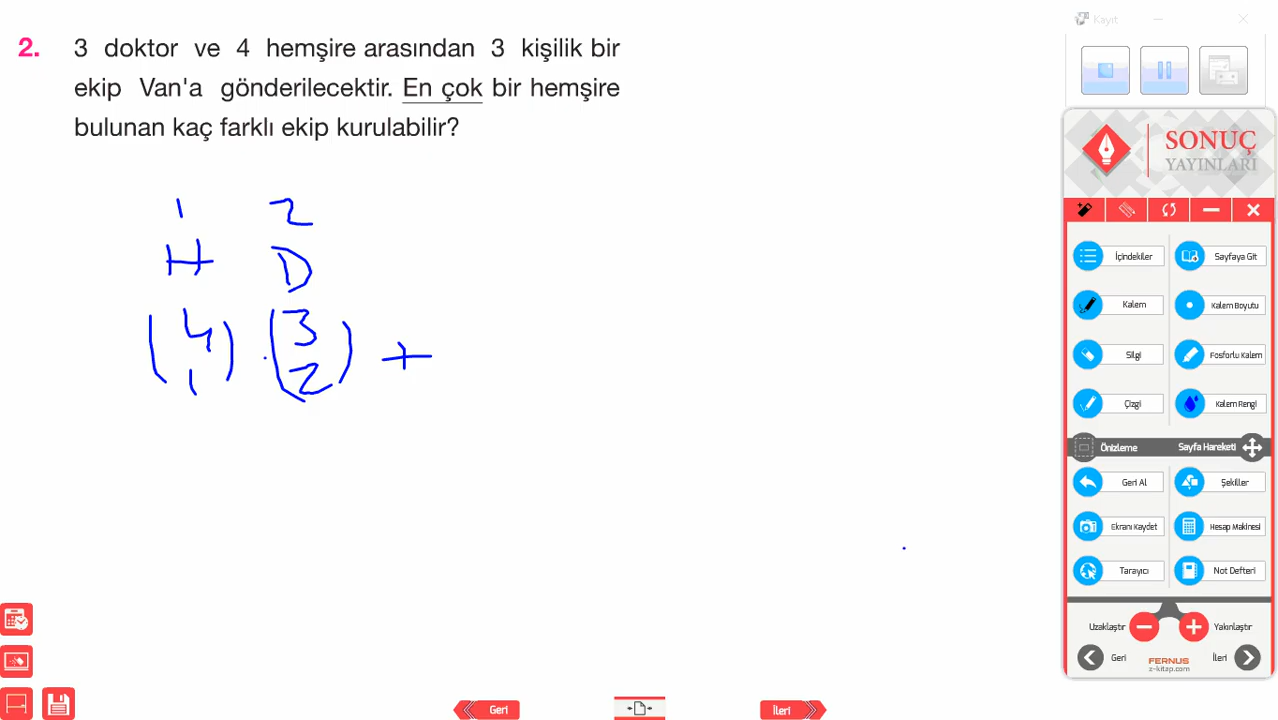 2. 3 doktor ve 4 hemşire arasından 3 kişilik bir
ekip Van'a gönderilecektir. En çok bir hemşire
bulunan kaç farklı ekip kurulabilir?
1 2
H D
(4 1) . (3 2) +
Kayıt
SONUÇ
YAYINLARI
İçindekiler Sayfaya Git
Kalem Kalem Boyutu
Silgi Fosforlu Kalem
Çizgi Kalem Rengi
Önizleme Sayfa Hareketi
Geri Al Şekiller
Ekranı Kaydet Hesap Makinesi
Tarayıcı Not Defteri
Uzaklaştır Yakınlaştır
Geri FERNUS İleri
z-kitap.com
Geri İleri